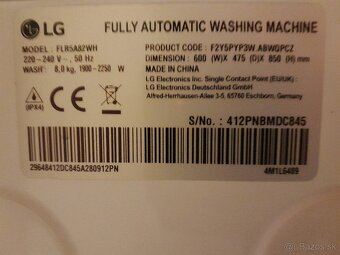 LG
FULLY AUTOMATIC WASHING MACHINE
MODEL : FLR5A82WH
PRODUCT CODE : F2Y5PYP3W.ABWQPCZ
220 - 240 V~, 50 Hz
DIMENSION : 600 (W)X 475 (D)X 850 (H) mm
WASH : 8,0 kg, 1900-2250 W
MADE IN CHINA
LG Electronics Inc. Single Contact Point (EU/UK) :
LG Electronics Deutschland GmbH
Alfred-Herrhausen-Allee 3-5, 65760 Eschborn, Germany
(IPX4)
S/No. : 412PNBMDC845
29648412DC845A280912PN
4M1L6489
© Bazoš.sk